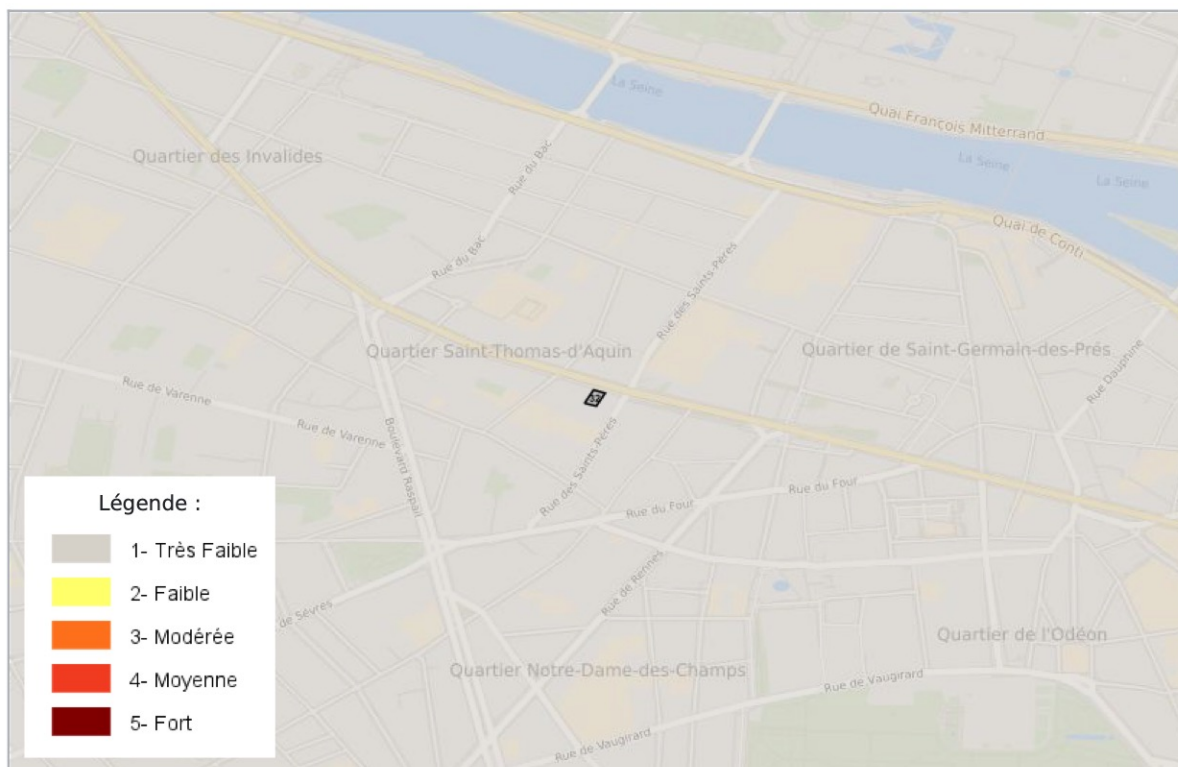 La Seine
Quai François Mitterrand
La Seine
La Seine
Quartier des Invalides
Rue du Bac
Quai de Conti
Rue du Bac
Rue des Saints-Pères
Quartier Saint-Thomas-d'Aquin
Quartier de Saint-Germain-des-Prés
Rue Dauphine
Rue de Varenne
Rue de Varenne
Boulevard Raspail
Rue des Saints-Pères
Rue du Four
Rue du Four
Rue de Rennes
de Sèvres
Quartier de l'Odéon
Quartier Notre-Dame-des-Champs
Rue de Vaugirard
Rue de Vaugirard
Légende :
1- Très Faible
2- Faible
3- Modérée
4- Moyenne
5- Fort